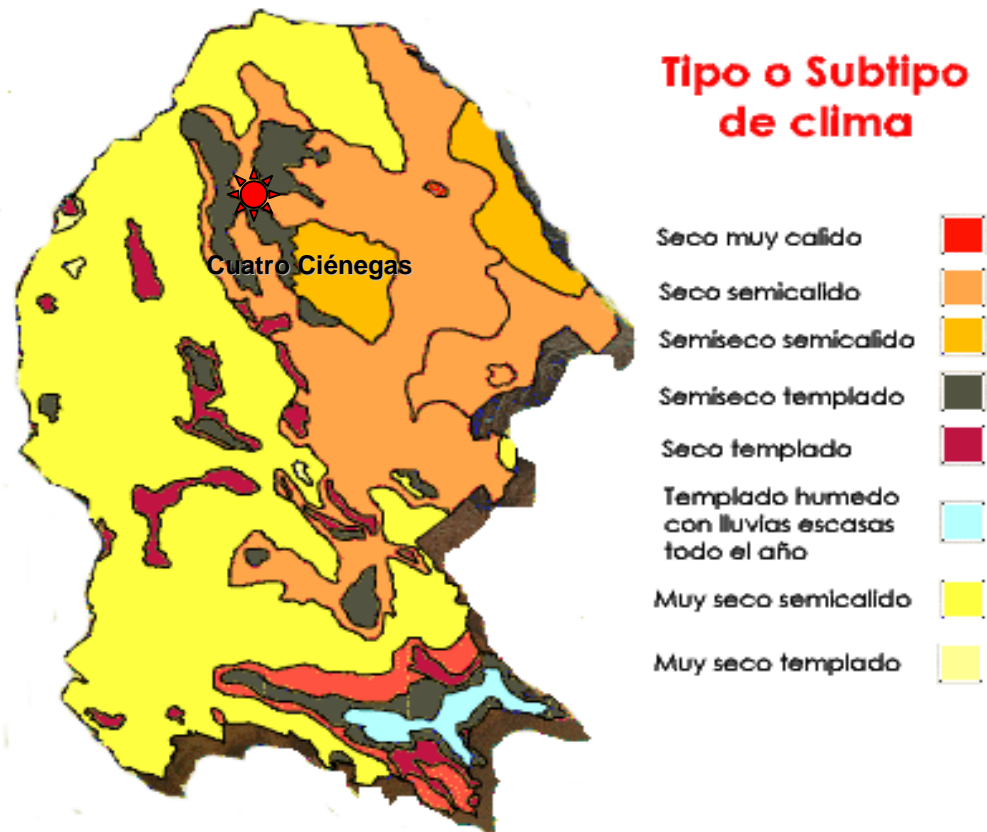 Tipo o Subtipo
de clima
Seco muy calido
Seco semicalido
Cuatro Ciénegas
Semiseco semicalido
Semiseco templado
Seco templado
Templado humedo
con lluvias escasas
todo el año
Muy seco semicalido
Muy seco templado